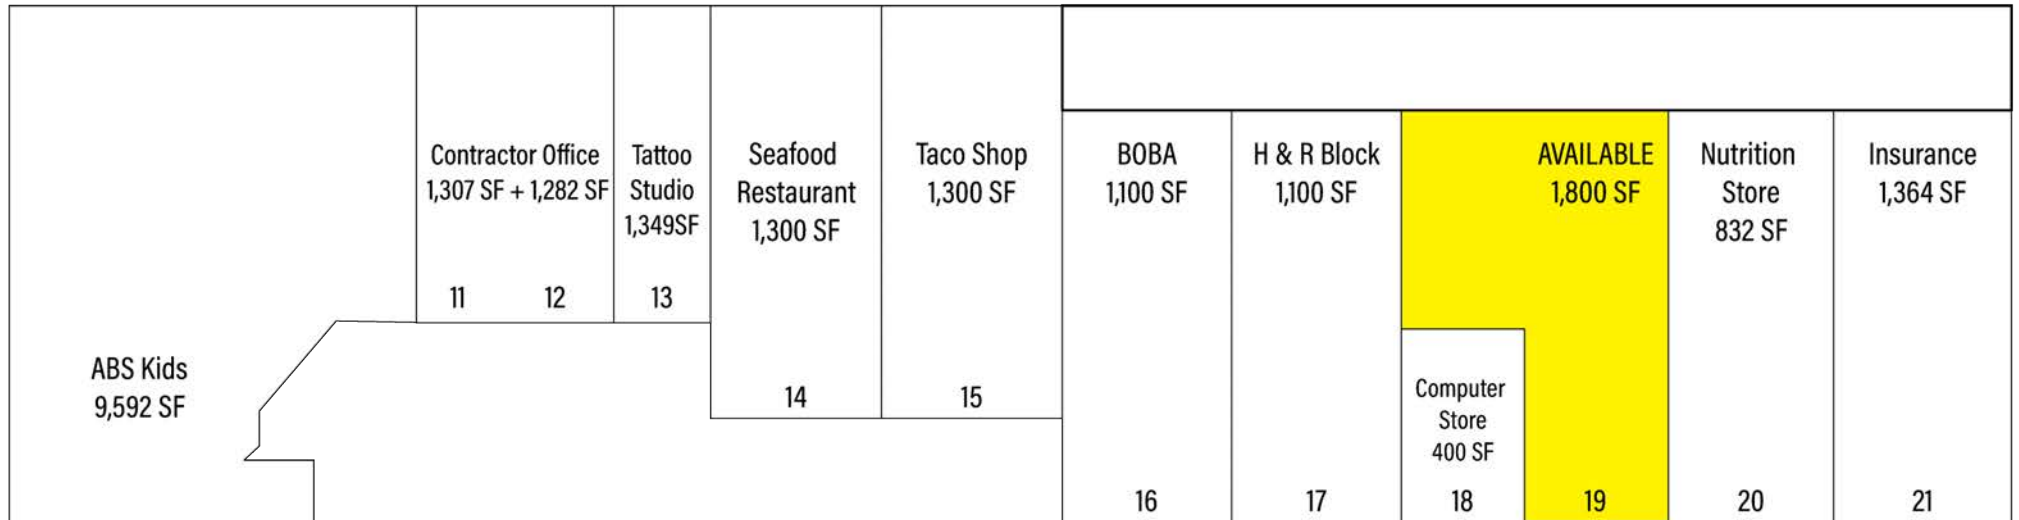 ABS Kids
9,592 SF
Contractor Office
1,307 SF + 1,282 SF
11 12
Tattoo
Studio
1,349SF
13
Seafood
Restaurant
1,300 SF
14
Taco Shop
1,300 SF
15
BOBA
1,100 SF
16
H & R Block
1,100 SF
17
Computer
Store
400 SF
18
AVAILABLE
1,800 SF
19
Nutrition
Store
832 SF
20
Insurance
1,364 SF
21